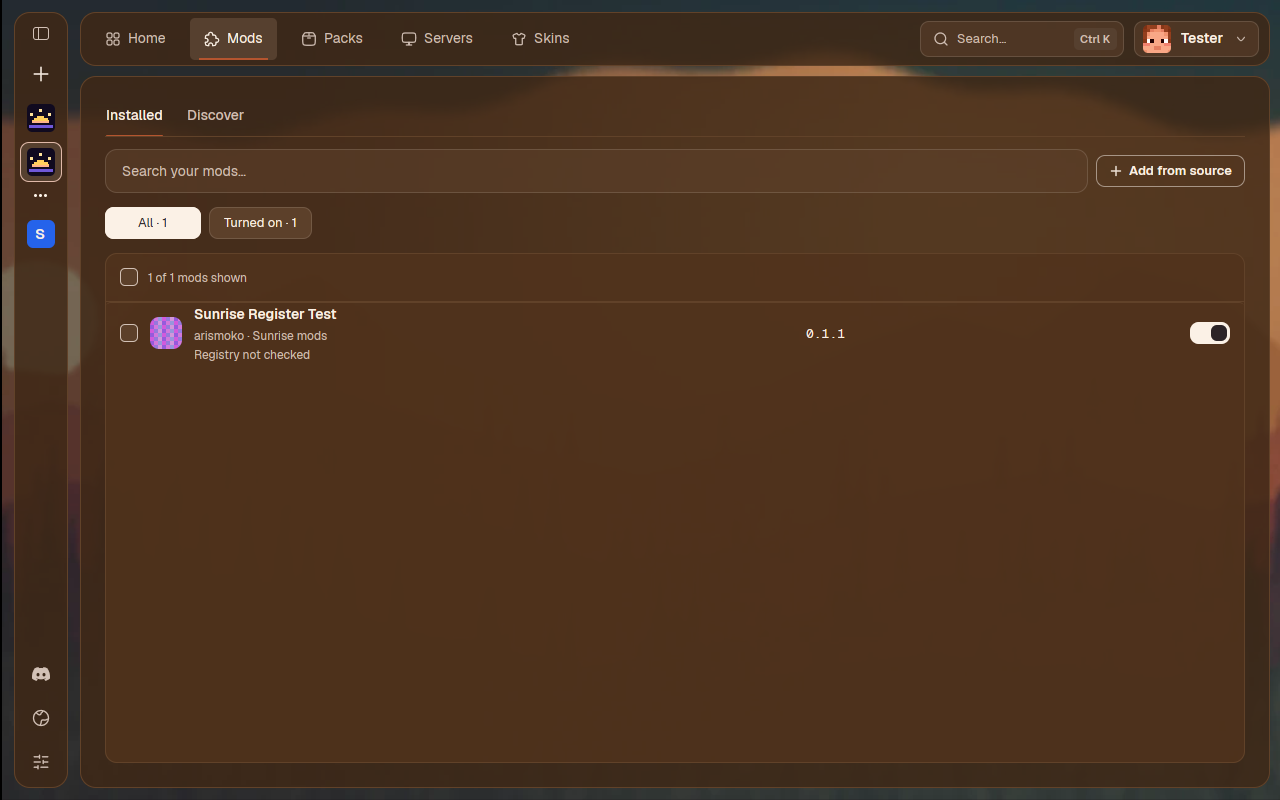 Home
Mods
Packs
Servers
Skins
Search...
Ctrl K
Tester
S
Installed
Discover
Search your mods...
Add from source
All · 1
Turned on · 1
1 of 1 mods shown
Sunrise Register Test
arismoko · Sunrise mods
Registry not checked
0.1.1